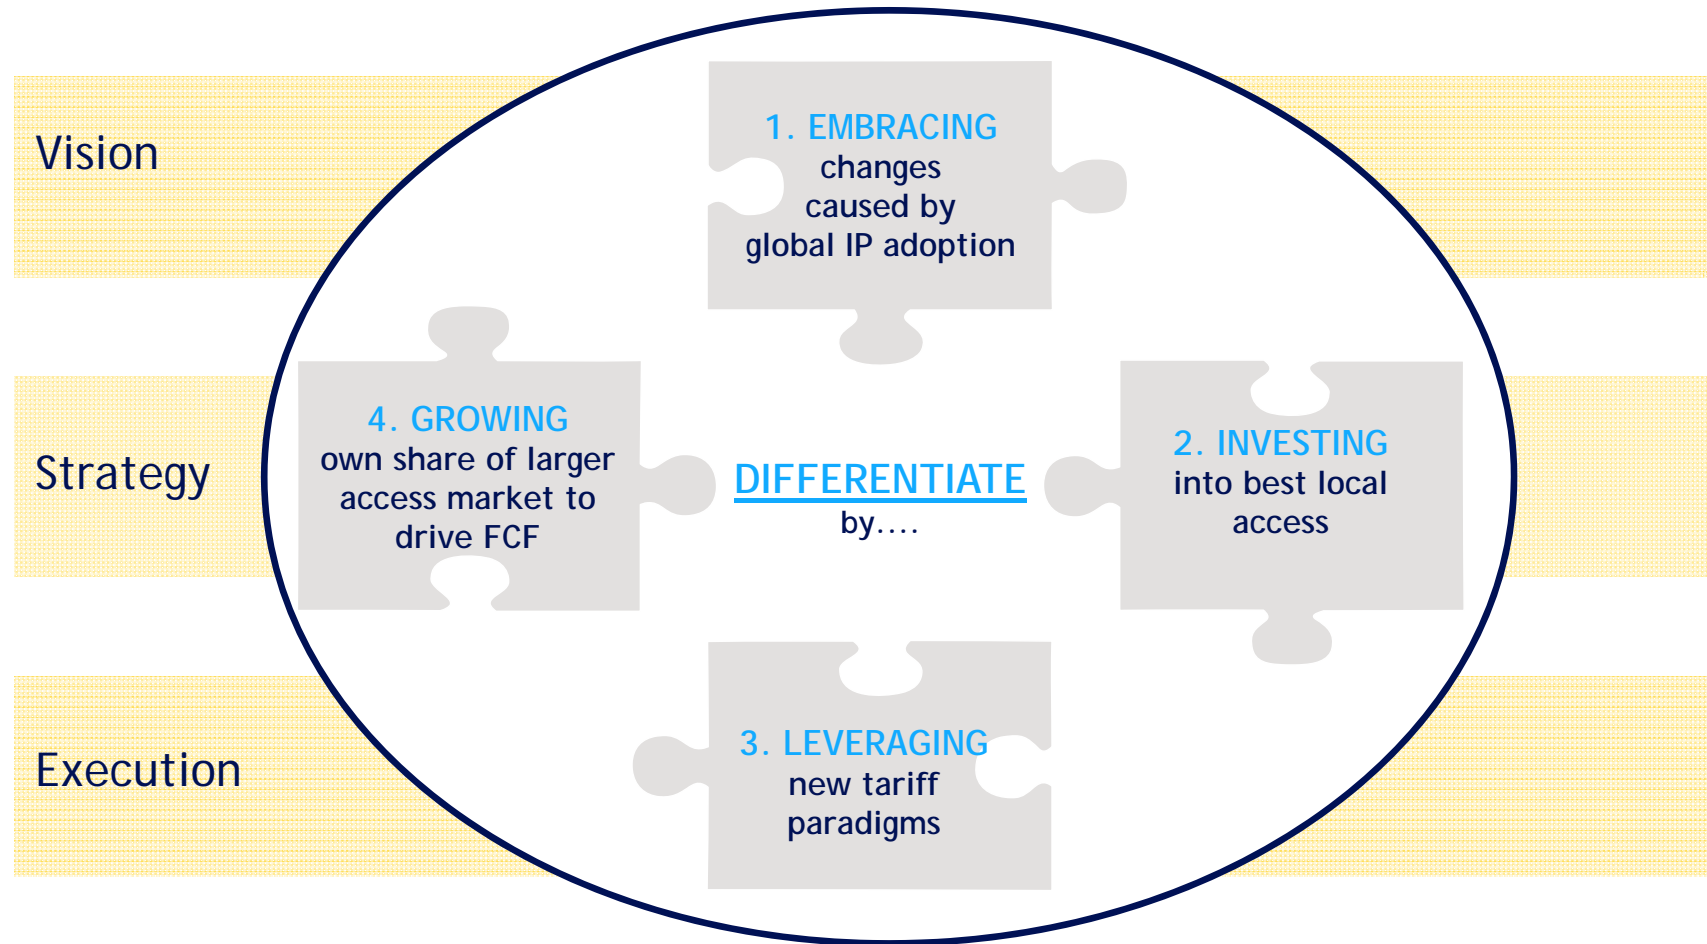 Vision
1. EMBRACING
changes
caused by
global IP adoption
Strategy
4. GROWING
own share of larger
access market to
drive FCF
DIFFERENTIATE
by....
2. INVESTING
into best local
access
Execution
3. LEVERAGING
new tariff
paradigms